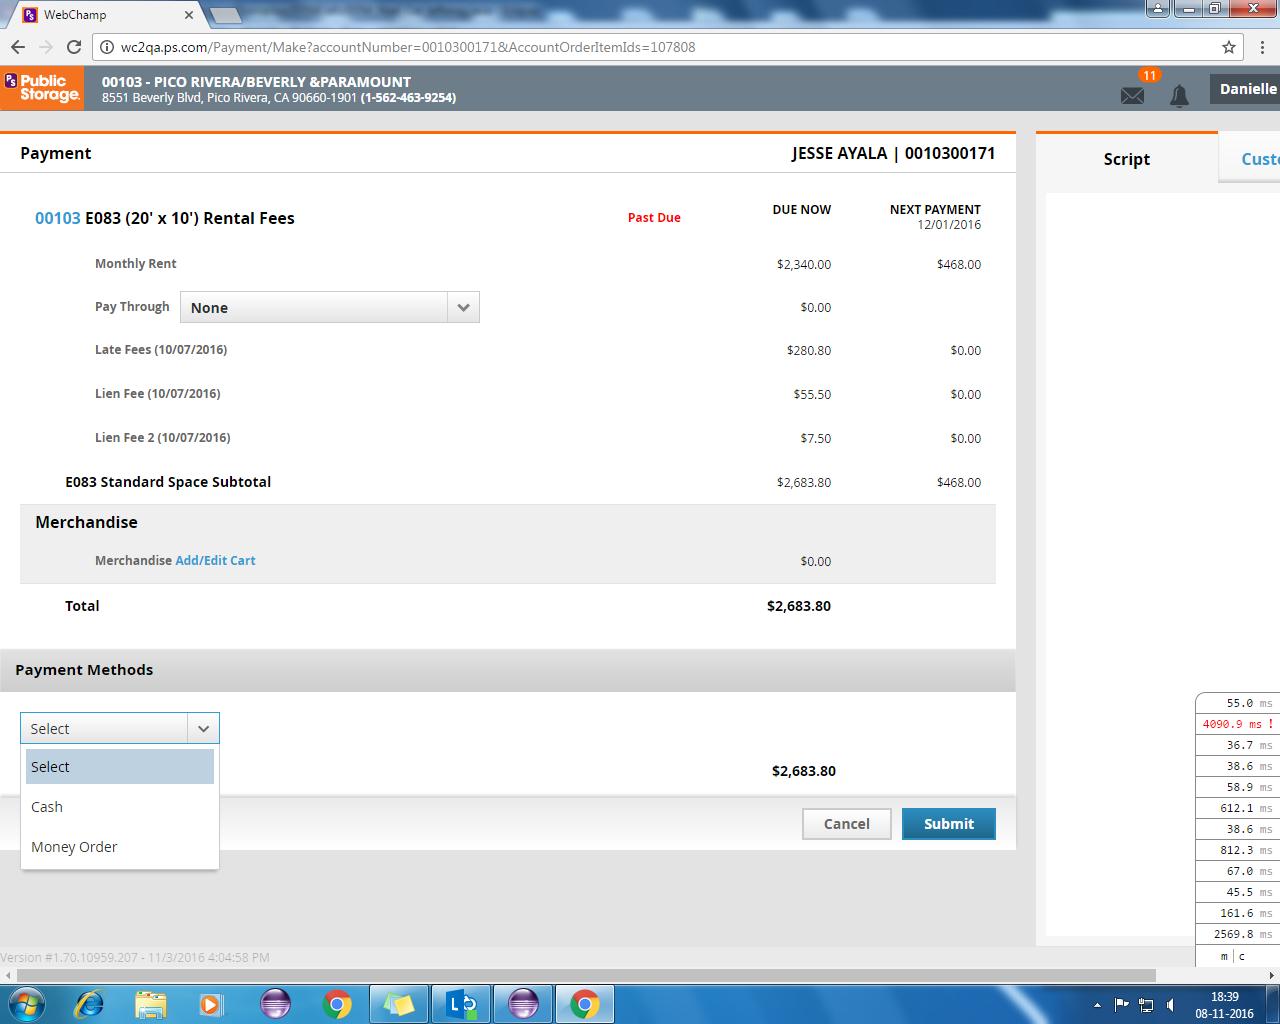 WebChamp
wc2qa.ps.com/Payment/Make?accountNumber=0010300171&AccountOrderItemIds=107808
PS Public Storage.
00103 - PICO RIVERA/BEVERLY &PARAMOUNT
8551 Beverly Blvd, Pico Rivera, CA 90660-1901 (1-562-463-9254)
11
Danielle
Payment
JESSE AYALA | 0010300171
Script
Custo
00103 E083 (20' x 10') Rental Fees
Past Due
DUE NOW
NEXT PAYMENT
12/01/2016
Monthly Rent $2,340.00 $468.00
Pay Through None $0.00
Late Fees (10/07/2016) $280.80 $0.00
Lien Fee (10/07/2016) $55.50 $0.00
Lien Fee 2 (10/07/2016) $7.50 $0.00
E083 Standard Space Subtotal $2,683.80 $468.00
Merchandise
Merchandise Add/Edit Cart $0.00
Total $2,683.80
Payment Methods
Select
Select
Cash
Money Order
$2,683.80
Cancel
Submit
55.0 ms
4090.9 ms !
36.7 ms
38.6 ms
58.9 ms
612.1 ms
38.6 ms
812.3 ms
67.0 ms
45.5 ms
161.6 ms
2569.8 ms
m | c
Version #1.70.10959.207 - 11/3/2016 4:04:58 PM
18:39
08-11-2016